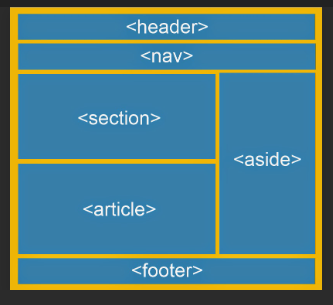 <header>
<nav>
<section>
<aside>
<article>
<footer>